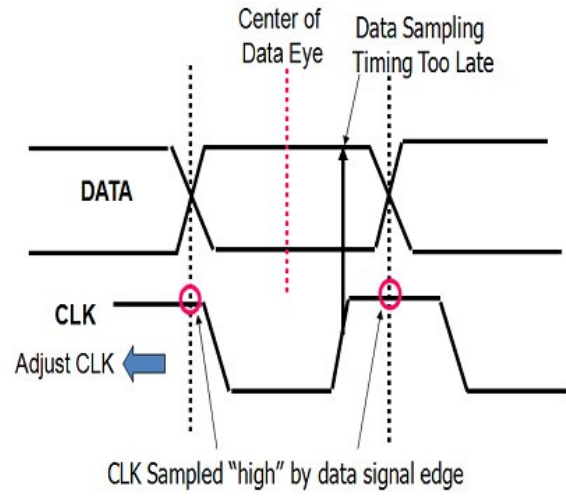 Center of
Data Eye
Data Sampling
Timing Too Late
DATA
CLK
Adjust CLK
CLK Sampled "high" by data signal edge